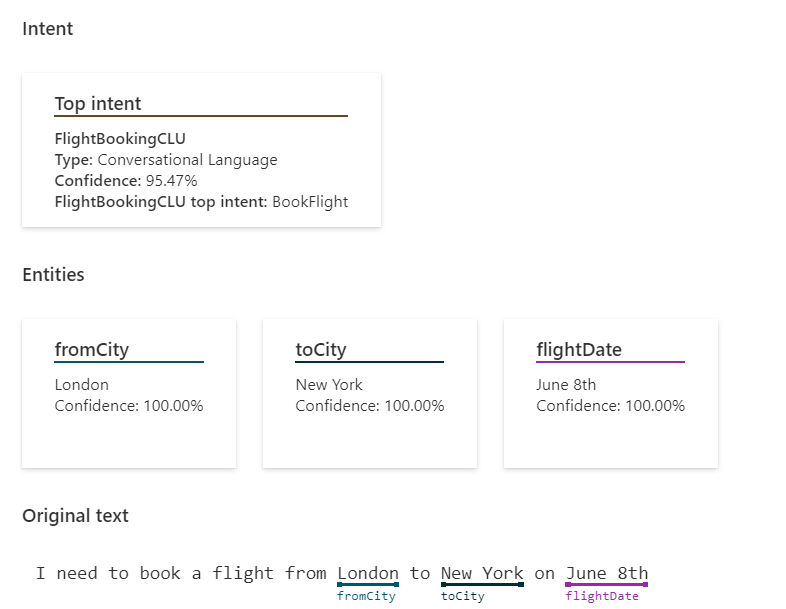 Intent
Top intent
FlightBookingCLU
Type: Conversational Language
Confidence: 95.47%
FlightBookingCLU top intent: BookFlight
Entities
fromCity
London
Confidence: 100.00%
toCity
New York
Confidence: 100.00%
flightDate
June 8th
Confidence: 100.00%
Original text
I need to book a flight from London to New York on June 8th
fromCity toCity flightDate